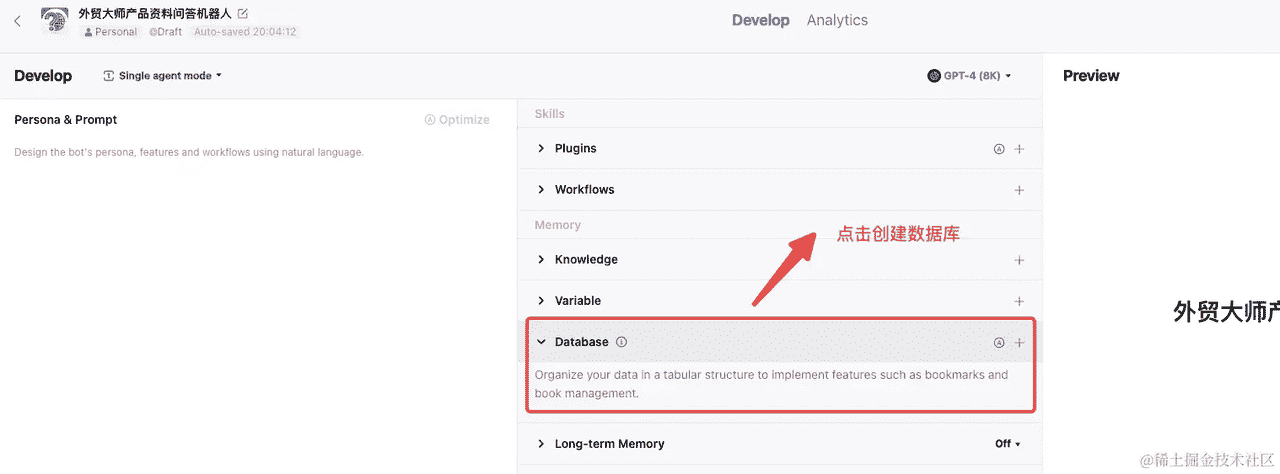 外贸大师产品资料问答机器人
Personal @Draft Auto-saved 20:04:12
Develop Analytics
Develop Single agent mode GPT-4 (8K) Preview
Persona & Prompt Optimize
Design the bot's persona, features and workflows using natural language.
Skills
Plugins
Workflows
Memory
点击创建数据库
Knowledge
Variable
外贸大师产
Database
Organize your data in a tabular structure to implement features such as bookmarks and
book management.
Long-term Memory Off
@稀土掘金技术社区